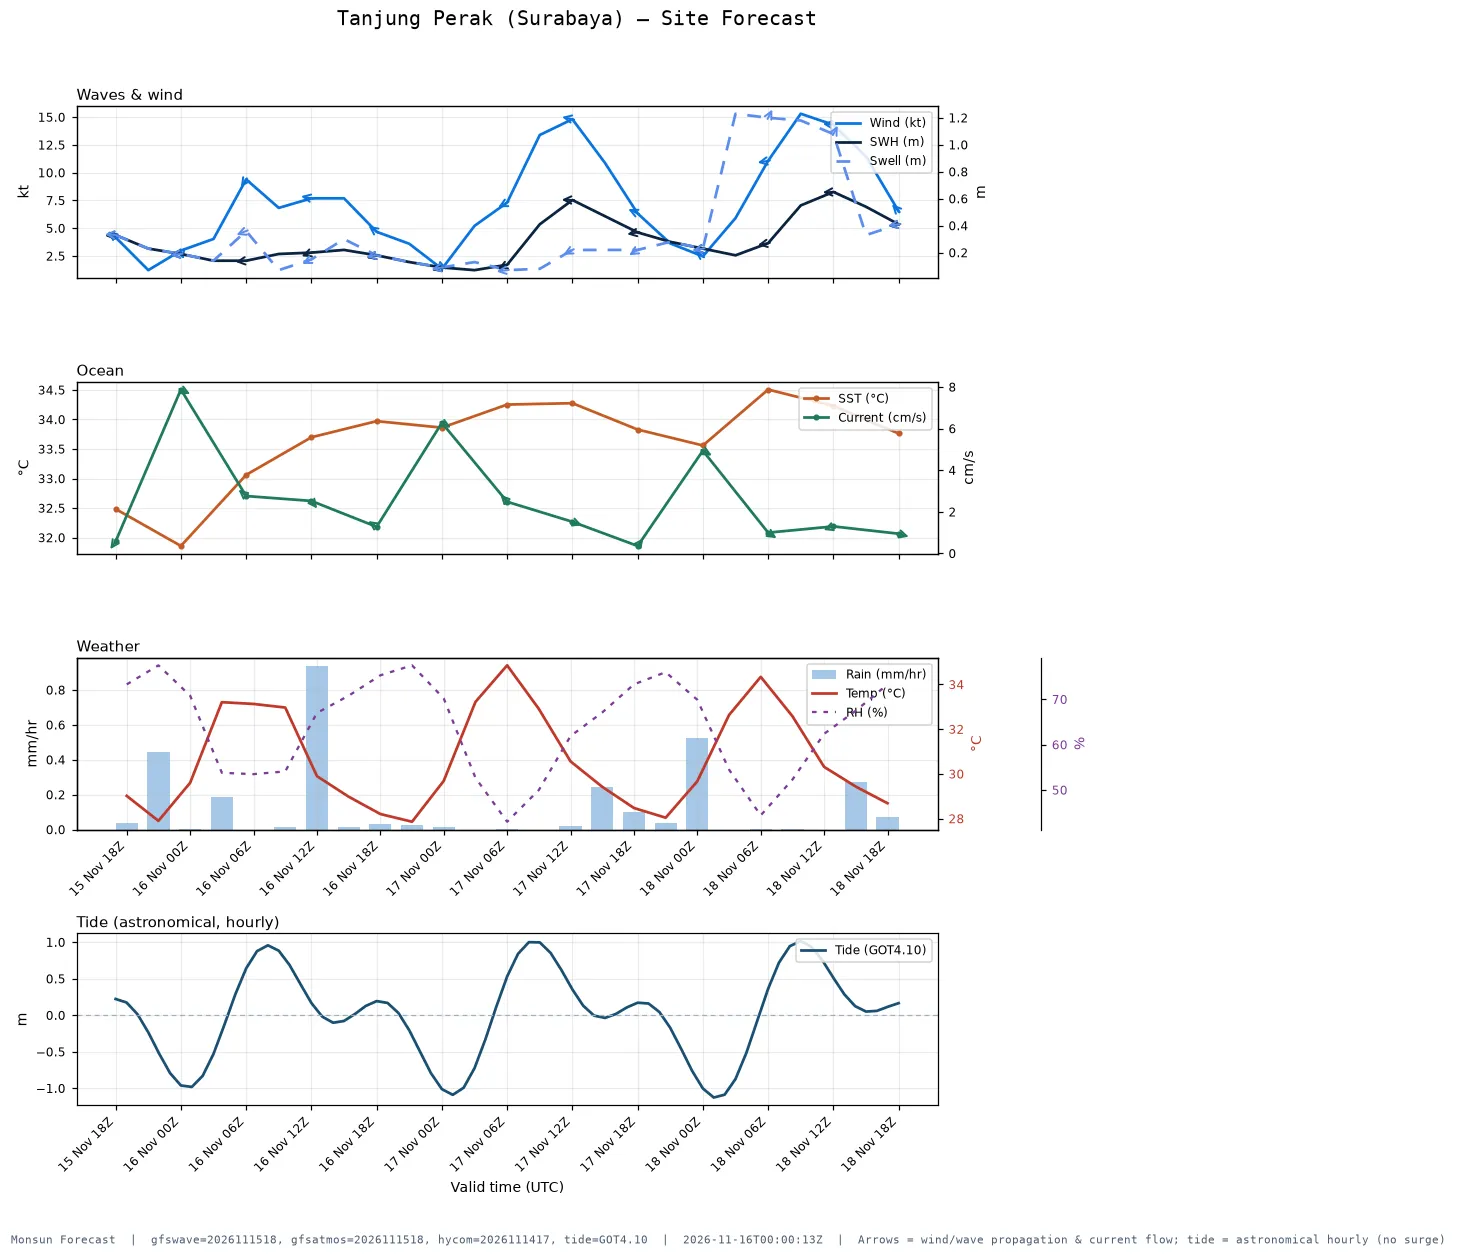 Tanjung Perak (Surabaya) — Site Forecast
Waves & wind
15.0
12.5
10.0
7.5
5.0
2.5
kt
1.2
1.0
0.8
0.6
0.4
0.2
m
Wind (kt)
SWH (m)
Swell (m)
Ocean
34.5
34.0
33.5
33.0
32.5
32.0
°C
8
6
4
2
0
cm/s
SST (°C)
Current (cm/s)
Weather
0.8
0.6
0.4
0.2
0.0
mm/hr
34
32
30
28
°C
70
60
50
%
Rain (mm/hr)
Temp (°C)
RH (%)
15 Nov 18Z
16 Nov 00Z
16 Nov 06Z
16 Nov 12Z
16 Nov 18Z
17 Nov 00Z
17 Nov 06Z
17 Nov 12Z
17 Nov 18Z
18 Nov 00Z
18 Nov 06Z
18 Nov 12Z
18 Nov 18Z
Tide (astronomical, hourly)
1.0
0.5
0.0
−0.5
−1.0
m
Tide (GOT4.10)
15 Nov 18Z
16 Nov 00Z
16 Nov 06Z
16 Nov 12Z
16 Nov 18Z
17 Nov 00Z
17 Nov 06Z
17 Nov 12Z
17 Nov 18Z
18 Nov 00Z
18 Nov 06Z
18 Nov 12Z
18 Nov 18Z
Valid time (UTC)
Monsun Forecast | gfswave=2026111518, gfsatmos=2026111518, hycom=2026111417, tide=GOT4.10 | 2026-11-16T00:00:13Z | Arrows = wind/wave propagation & current flow; tide = astronomical hourly (no surge)